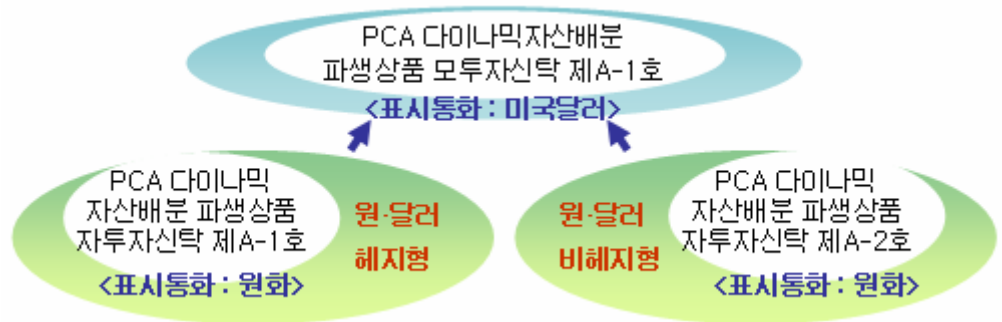 PCA 다이나믹자산배분
파생상품 모투자신탁 제A-1호
<표시통화 : 미국달러>
PCA 다이나믹
자산배분 파생상품
자투자신탁 제A-1호
<표시통화 : 원화>
원·달러
헤지형
원·달러
비헤지형
PCA 다이나믹
자산배분 파생상품
자투자신탁 제A-2호
<표시통화 : 원화>